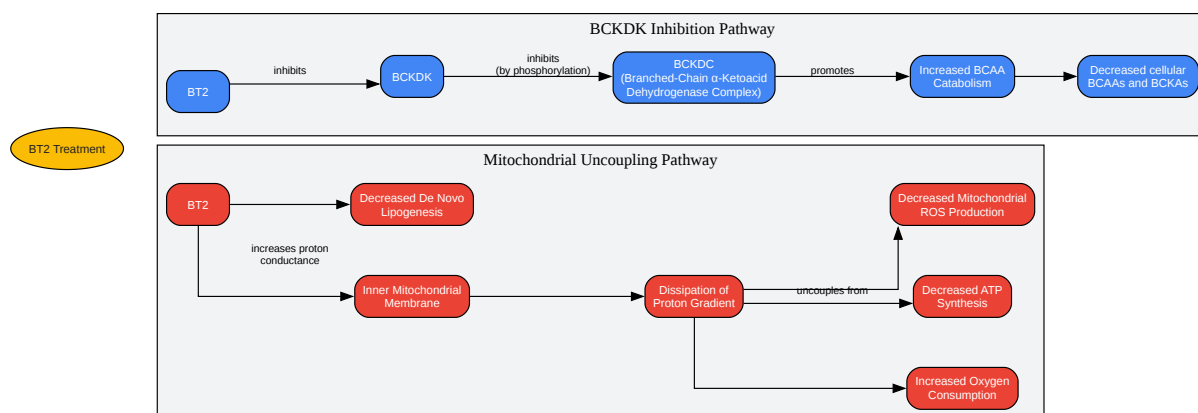 BCKDK Inhibition Pathway
BT2
inhibits
BCKDK
inhibits
(by phosphorylation)
BCKDC
(Branched-Chain α-Ketoacid
Dehydrogenase Complex)
promotes
Increased BCAA
Catabolism
Decreased cellular
BCAAs and BCKAs
BT2 Treatment
Mitochondrial Uncoupling Pathway
BT2
Decreased De Novo
Lipogenesis
Decreased Mitochondrial
ROS Production
increases proton
conductance
Inner Mitochondrial
Membrane
Dissipation of
Proton Gradient
uncouples from
Decreased ATP
Synthesis
Increased Oxygen
Consumption